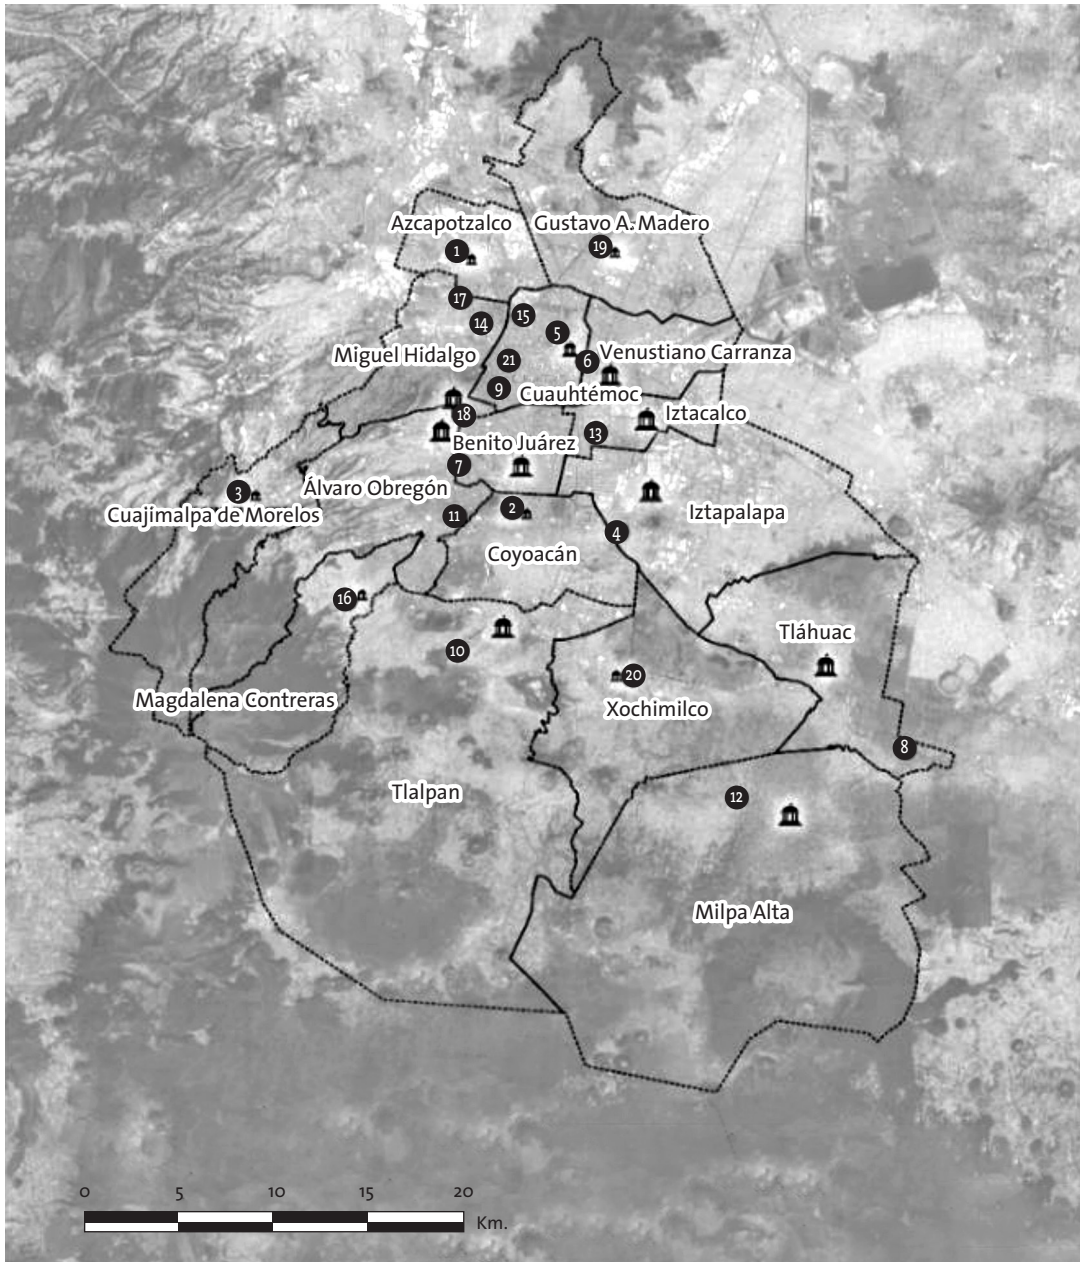 Azcapotzalco
Gustavo A. Madero
1
19
17
15
14
5
Miguel Hidalgo
21
6
Venustiano Carranza
9
Cuauhtémoc
18
Iztacalco
13
Benito Juárez
7
Álvaro Obregón
3
Cuajimalpa de Morelos
11
2
Iztapalapa
4
Coyoacán
16
Tláhuac
10
20
Magdalena Contreras
Xochimilco
8
Tlalpan
12
Milpa Alta
0 5 10 15 20
Km.